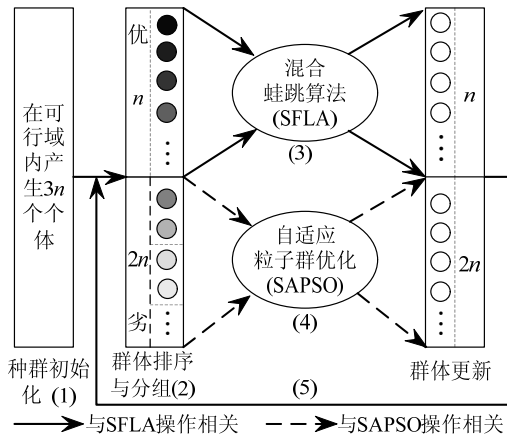 在可
行域
内产
生3n
个个
体
种群初始
化 (1)
优
n
2n
劣
群体排序
与分组(2)
混合
蛙跳算法
(SFLA)
(3)
自适应
粒子群优化
(SAPSO)
(4)
(5)
n
2n
群体更新
与SFLA操作相关
与SAPSO操作相关